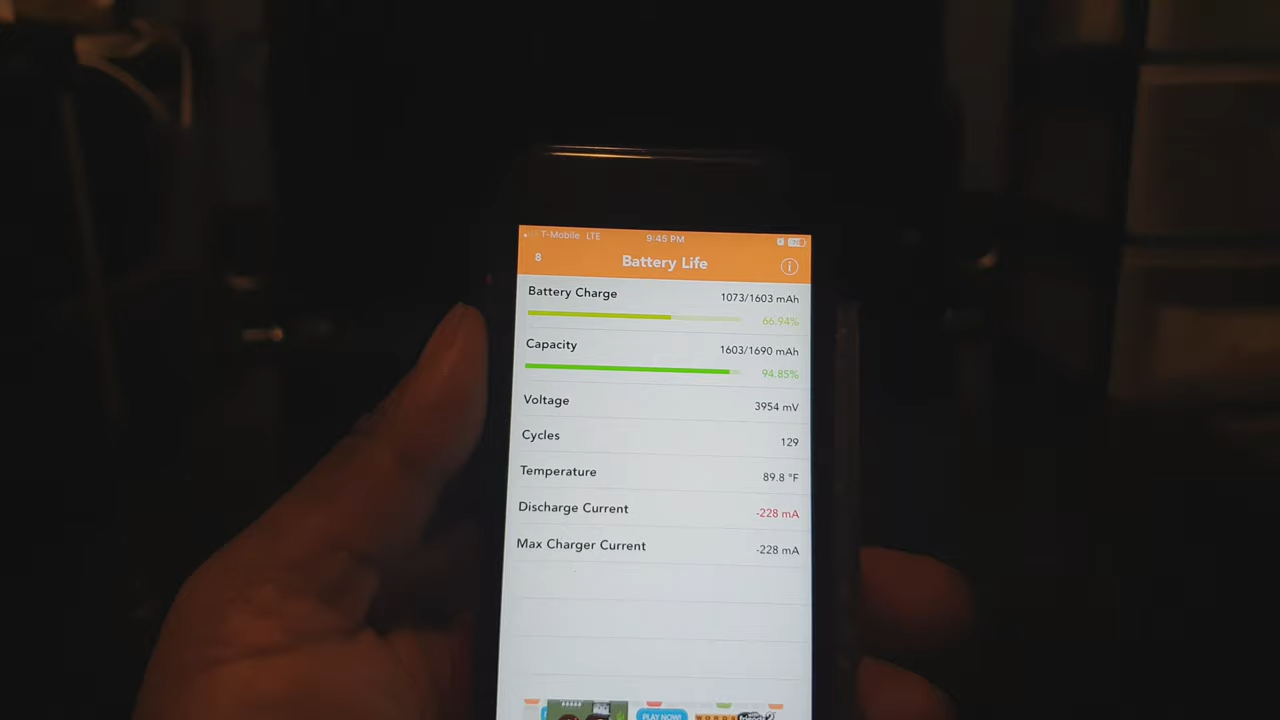 T-Mobile LTE 9:45 PM
8 Battery Life
Battery Charge 1073/1603 mAh
66.94%
Capacity 1603/1690 mAh
94.85%
Voltage 3954 mV
Cycles 129
Temperature 89.8 °F
Discharge Current -228 mA
Max Charger Current -228 mA
PLAY NOW! WORDS